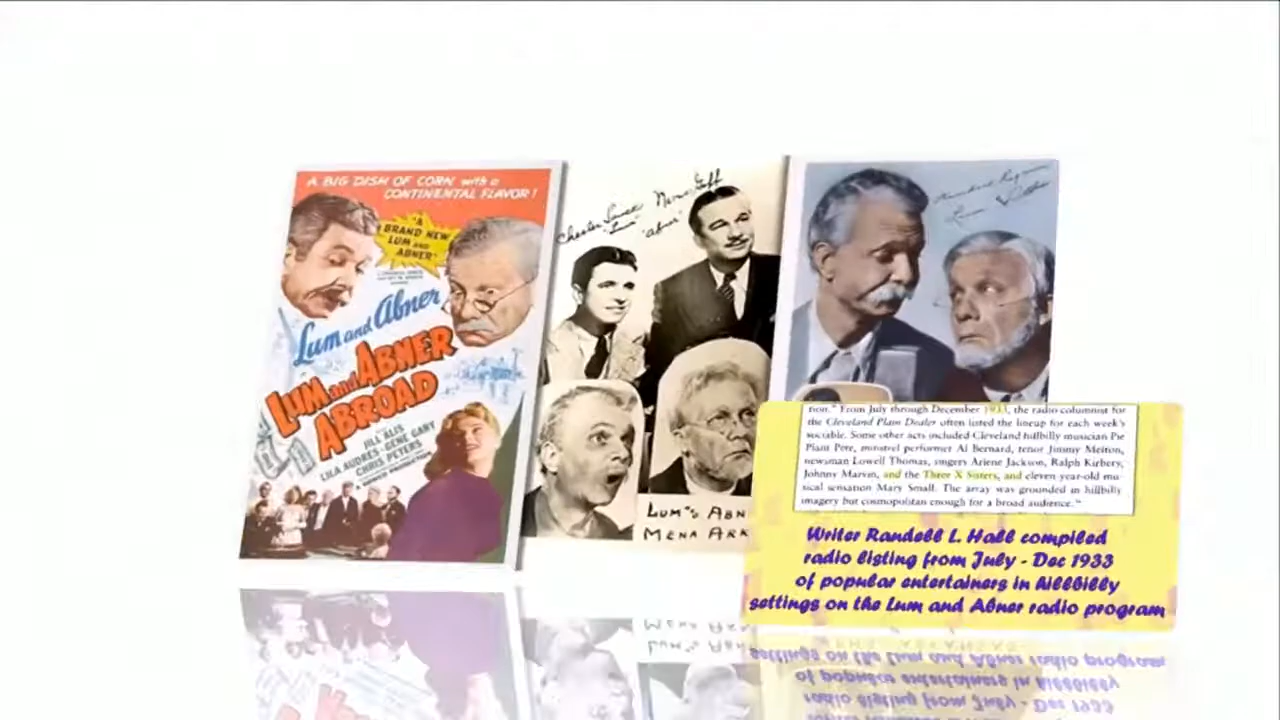 A BIG DISH OF CORN with a
CONTINENTAL FLAVOR!
"A
BRAND NEW
LUM AND
ABNER"
Lum and Abner
LUM and ABNER
ABROAD
JILL ALIS
LILA AUDRES · GENE GARY
CHRIS PETERS
Chester Lauck Norris Goff
"Lum" "Abner"
LUM'S ABN
MENA ARK
tion." From July through December 1933, the radio columnist for
the Cleveland Plain Dealer often listed the lineup for each week's
sociable. Some other acts included Cleveland hillbilly musician Pie
Plant Pete, minstrel performer Al Bernard, tenor Jimmy Melton,
newsman Lowell Thomas, singers Arlene Jackson, Ralph Kirbery,
Johnny Marvin, and the Three X Sisters, and eleven-year-old mu-
sical sensation Mary Small. The array was grounded in hillbilly
imagery but cosmopolitan enough for a broad audience."
Writer Randell L. Hall compiled
radio listing from July - Dec 1933
of popular entertainers in hillbilly
settings on the Lum and Abner radio program